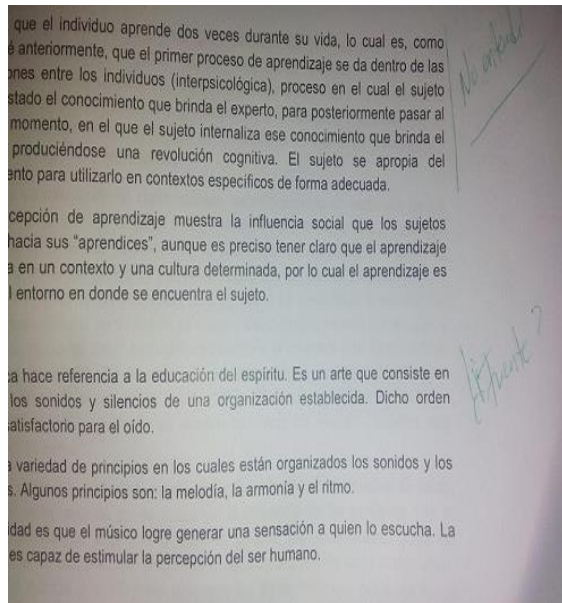 que el individuo aprende dos veces durante su vida, lo cual es, como
é anteriormente, que el primer proceso de aprendizaje se da dentro de las
ones entre los individuos (interpsicológica), proceso en el cual el sujeto
stado el conocimiento que brinda el experto, para posteriormente pasar al
momento, en el que el sujeto internaliza ese conocimiento que brinda el
produciéndose una revolución cognitiva. El sujeto se apropia del
ento para utilizarlo en contextos especificos de forma adecuada.
No entendí
cepción de aprendizaje muestra la influencia social que los sujetos
hacia sus "aprendices", aunque es preciso tener claro que el aprendizaje
a en un contexto y una cultura determinada, por lo cual el aprendizaje es
l entorno en donde se encuentra el sujeto.
ca hace referencia a la educación del espíritu. Es un arte que consiste en
los sonidos y silencios de una organización establecida. Dicho orden
satisfactorio para el oído.
fuente?
a variedad de principios en los cuales están organizados los sonidos y los
s. Algunos principios son: la melodía, la armonía y el ritmo.
idad es que el músico logre generar una sensación a quien lo escucha. La
es capaz de estimular la percepción del ser humano.